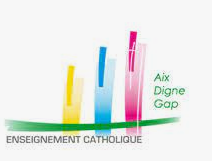 Aix
Digne
Gap
ENSEIGNEMENT CATHOLIQUE